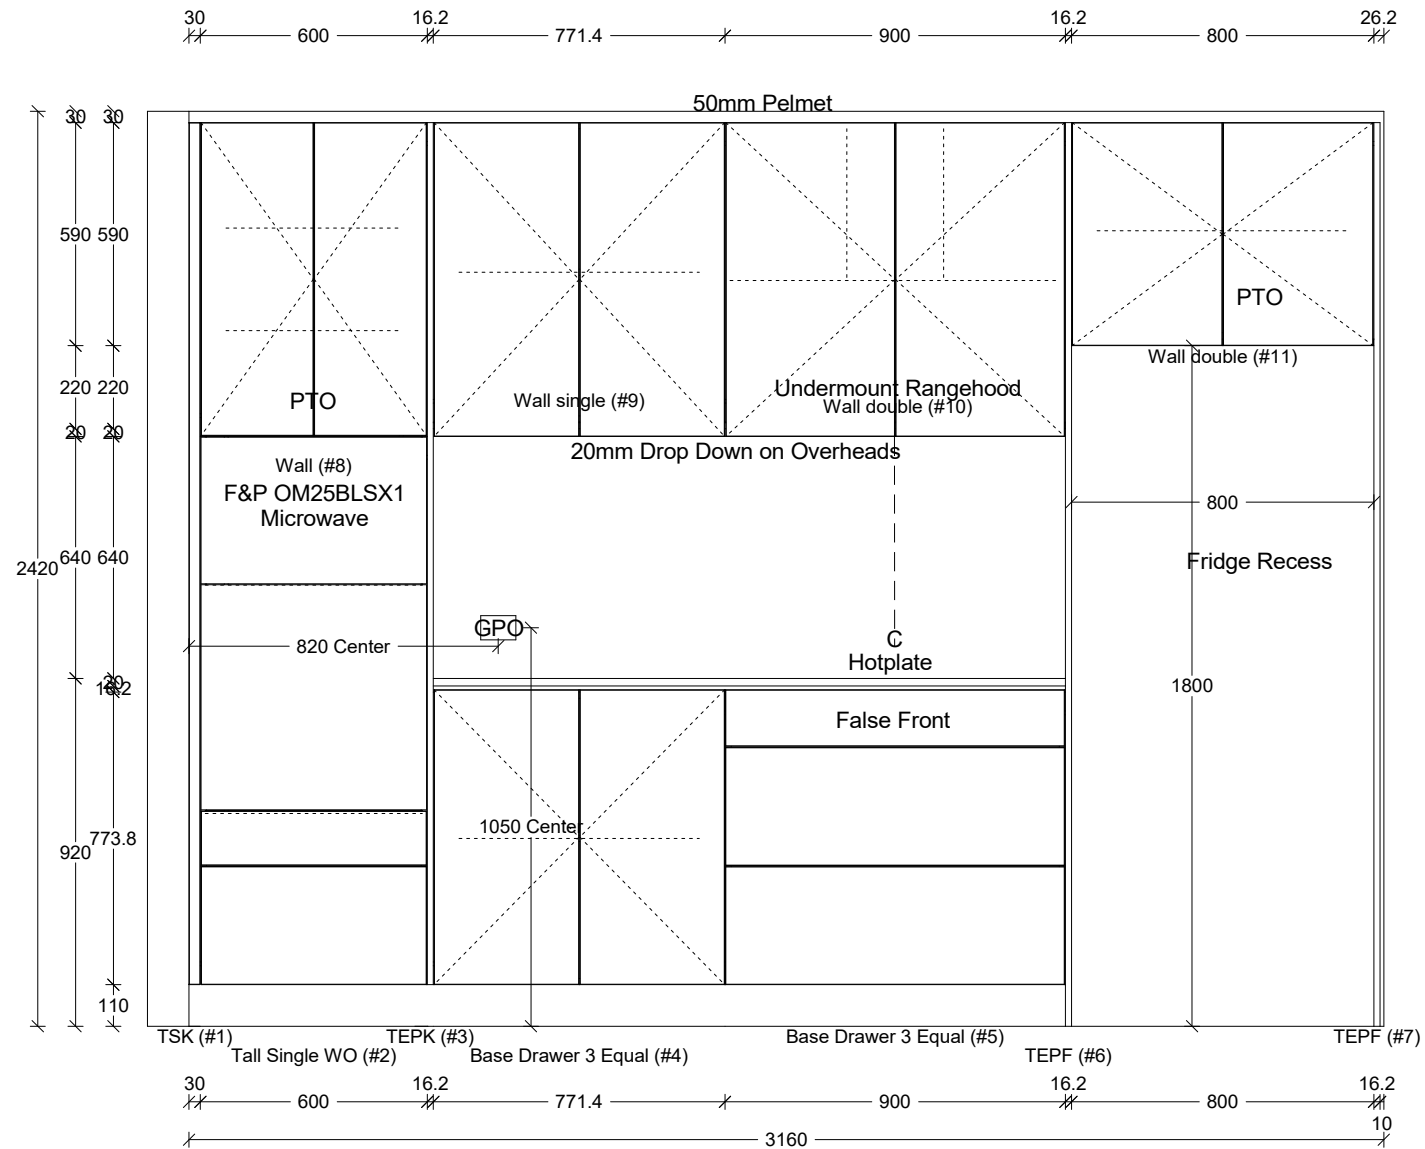 30 16.2 16.2 26.2
600 771.4 900 800
50mm Pelmet
30 30
590 590
PTO
Wall double (#11)
220 220
PTO
Wall single (#9)
Undermount Rangehood
Wall double (#10)
20 20
20mm Drop Down on Overheads
Wall (#8)
F&P OM25BLSX1
Microwave
800
2420
640 640
Fridge Recess
GPO
820 Center
C
Hotplate
20
16.2
1800
False Front
1050 Center
920
773.8
110
TSK (#1) TEPK (#3) Base Drawer 3 Equal (#5) TEPF (#7)
Tall Single WO (#2) Base Drawer 3 Equal (#4) TEPF (#6)
30 16.2 16.2 16.2
600 771.4 900 800
10
3160